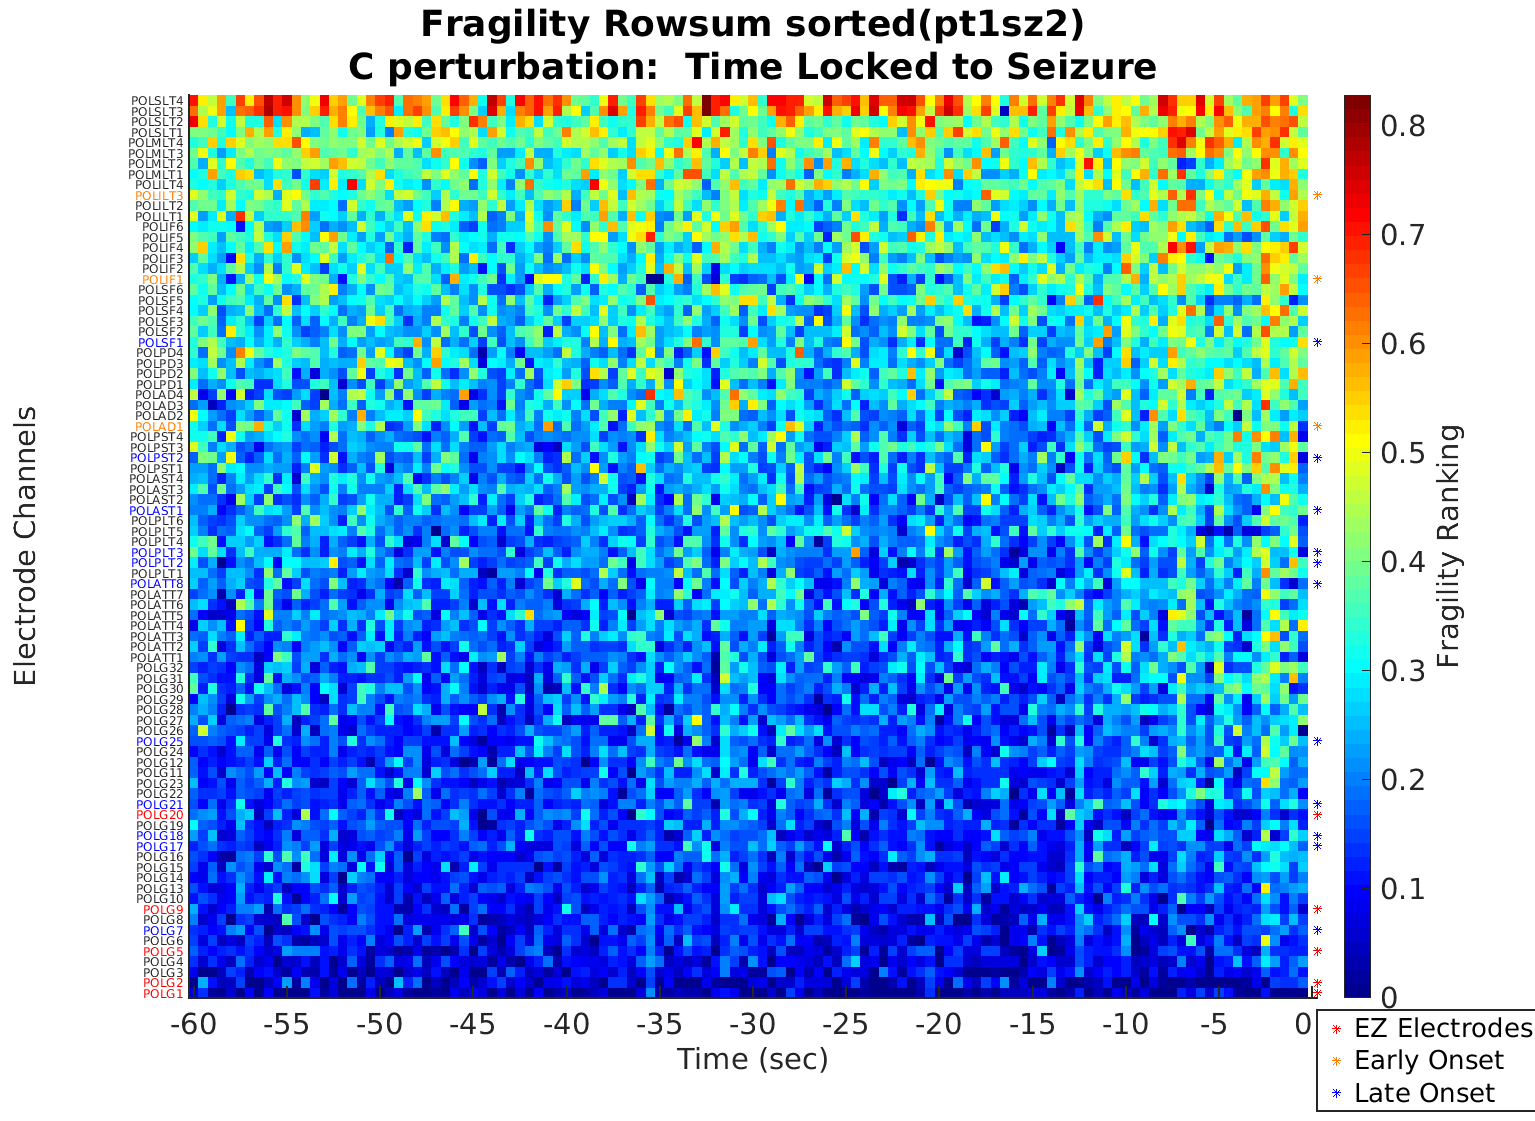 Fragility Rowsum sorted(pt1sz2)
C perturbation: Time Locked to Seizure
Electrode Channels
POLSLT4
POLSLT3
POLSLT2
POLSLT1
POLMLT4
POLMLT3
POLMLT2
POLMLT1
POLILT4
POLILT3
POLILT2
POLILT1
POLIF6
POLIF5
POLIF4
POLIF3
POLIF2
POLIF1
POLSF6
POLSF5
POLSF4
POLSF3
POLSF2
POLSF1
POLPD4
POLPD3
POLPD2
POLPD1
POLAD4
POLAD3
POLAD2
POLAD1
POLPST4
POLPST3
POLPST2
POLPST1
POLAST4
POLAST3
POLAST2
POLAST1
POLPLT6
POLPLT5
POLPLT4
POLPLT3
POLPLT2
POLPLT1
POLATT8
POLATT7
POLATT6
POLATT5
POLATT4
POLATT3
POLATT2
POLATT1
POLG32
POLG31
POLG30
POLG29
POLG28
POLG27
POLG26
POLG25
POLG24
POLG12
POLG11
POLG23
POLG22
POLG21
POLG20
POLG19
POLG18
POLG17
POLG16
POLG15
POLG14
POLG13
POLG10
POLG9
POLG8
POLG7
POLG6
POLG5
POLG4
POLG3
POLG2
POLG1
-60 -55 -50 -45 -40 -35 -30 -25 -20 -15 -10 -5 0
Time (sec)
0.8
0.7
0.6
0.5
0.4
0.3
0.2
0.1
0
Fragility Ranking
EZ Electrodes
Early Onset
Late Onset